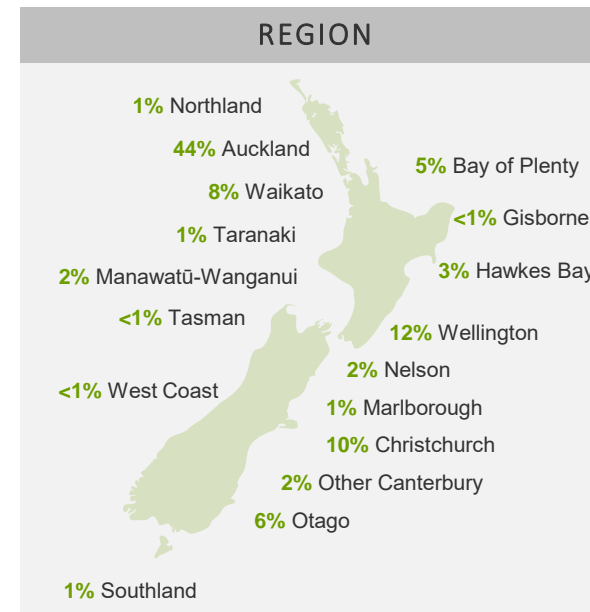 REGION
1% Northland
44% Auckland
5% Bay of Plenty
8% Waikato
<1% Gisborne
1% Taranaki
3% Hawkes Bay
2% Manawatū-Wanganui
<1% Tasman
12% Wellington
2% Nelson
<1% West Coast
1% Marlborough
10% Christchurch
2% Other Canterbury
6% Otago
1% Southland